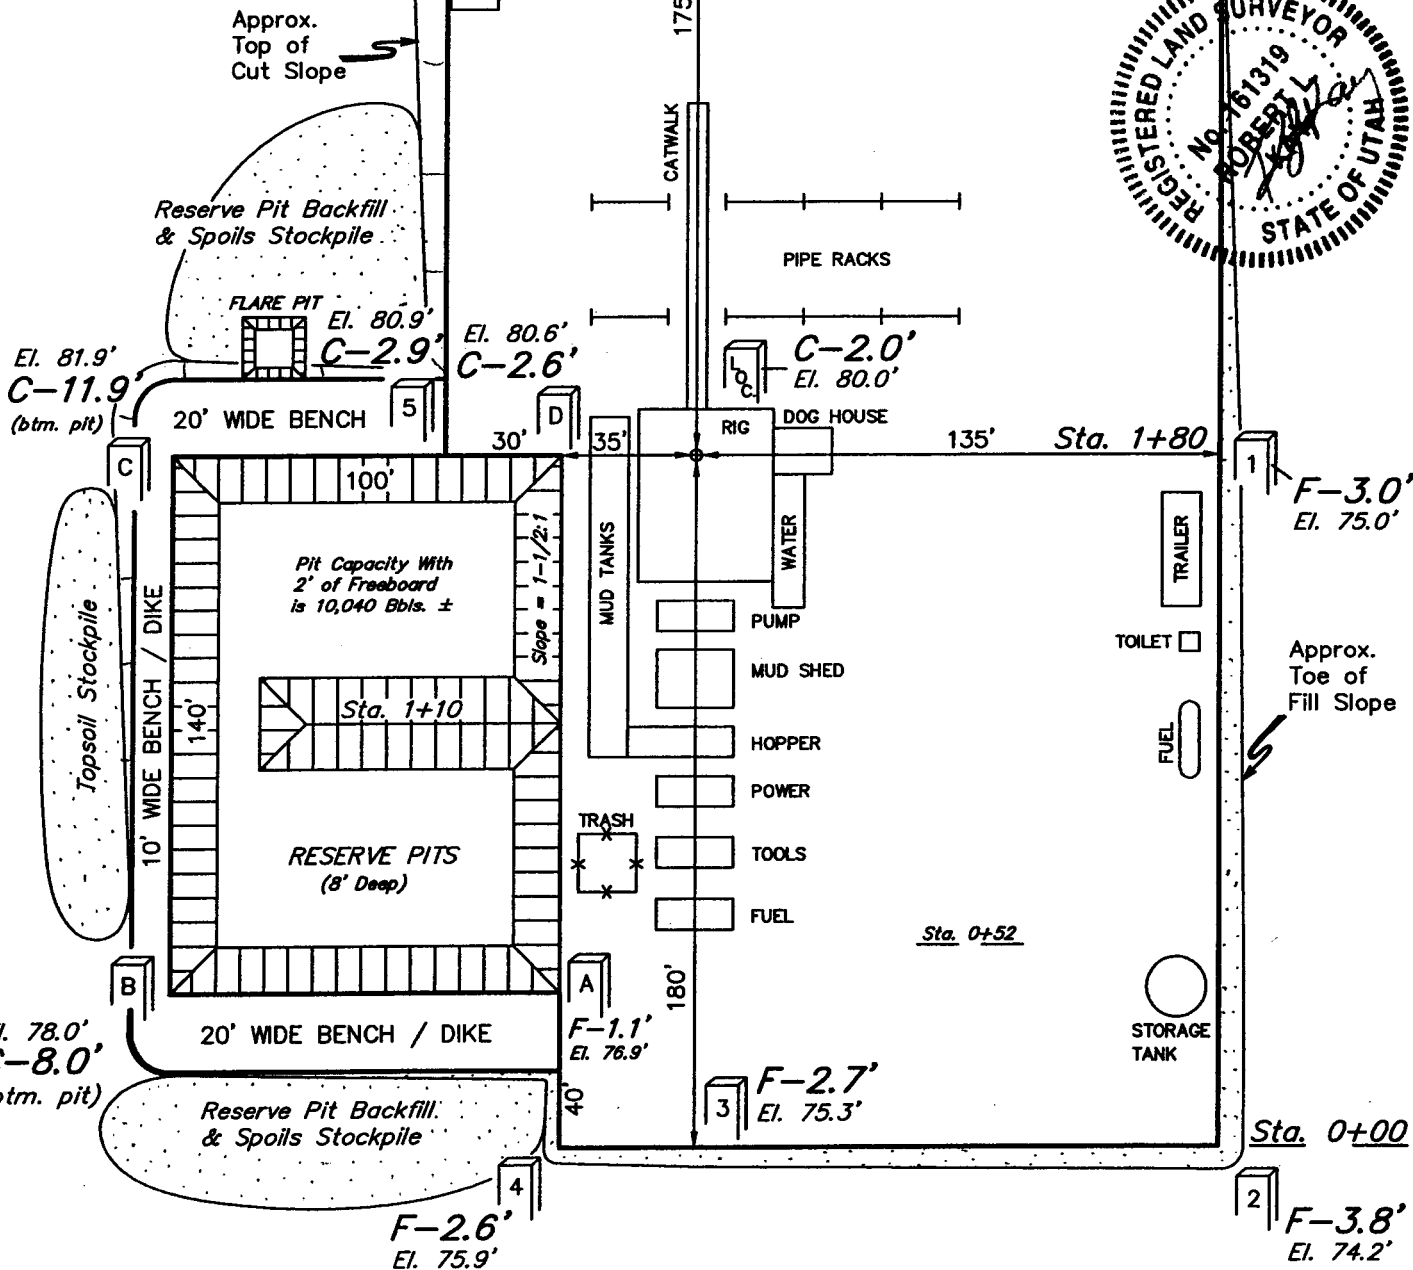 Approx.
Top of
Cut Slope
175
REGISTERED LAND SURVEYOR
No. 161319
ROBERT L.
STATE OF UTAH
CATWALK
Reserve Pit Backfill
& Spoils Stockpile
PIPE RACKS
FLARE PIT
El. 80.9'
C-2.9'
El. 80.6'
C-2.6'
C-2.0'
El. 80.0'
LOC.
El. 81.9'
C-11.9'
(btm. pit)
20' WIDE BENCH
5
D
C
30'
35'
RIG
DOG HOUSE
135'
Sta. 1+80
1
F-3.0'
El. 75.0'
100'
Pit Capacity With
2' of Freeboard
is 10,040 Bbls. ±
Slope = 1-1/2:1
MUD TANKS
WATER
TRAILER
PUMP
TOILET
MUD SHED
Approx.
Toe of
Fill Slope
Topsoil Stockpile
10' WIDE BENCH / DIKE
140'
Sta. 1+10
HOPPER
FUEL
POWER
TRASH
TOOLS
RESERVE PITS
(8' Deep)
FUEL
Sta. 0+52
B
A
180'
STORAGE
TANK
l. 78.0'
-8.0'
tm. pit)
20' WIDE BENCH / DIKE
F-1.1'
El. 76.9'
40'
3
F-2.7'
El. 75.3'
Reserve Pit Backfill
& Spoils Stockpile
Sta. 0+00
4
F-2.6'
El. 75.9'
2
F-3.8'
El. 74.2'